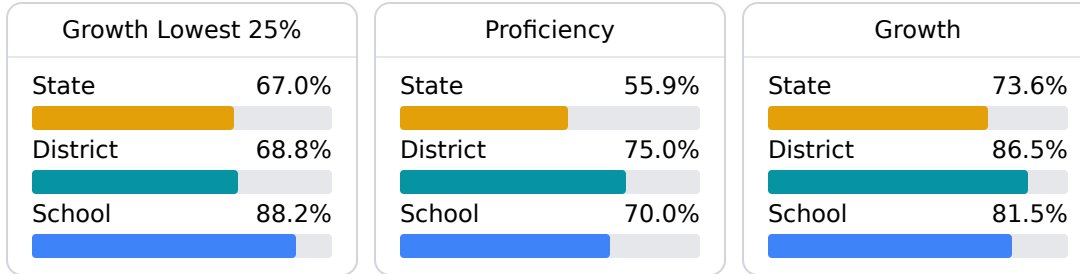 Growth Lowest 25%
State 67.0%
District 68.8%
School 88.2%
Proficiency
State 55.9%
District 75.0%
School 70.0%
Growth
State 73.6%
District 86.5%
School 81.5%